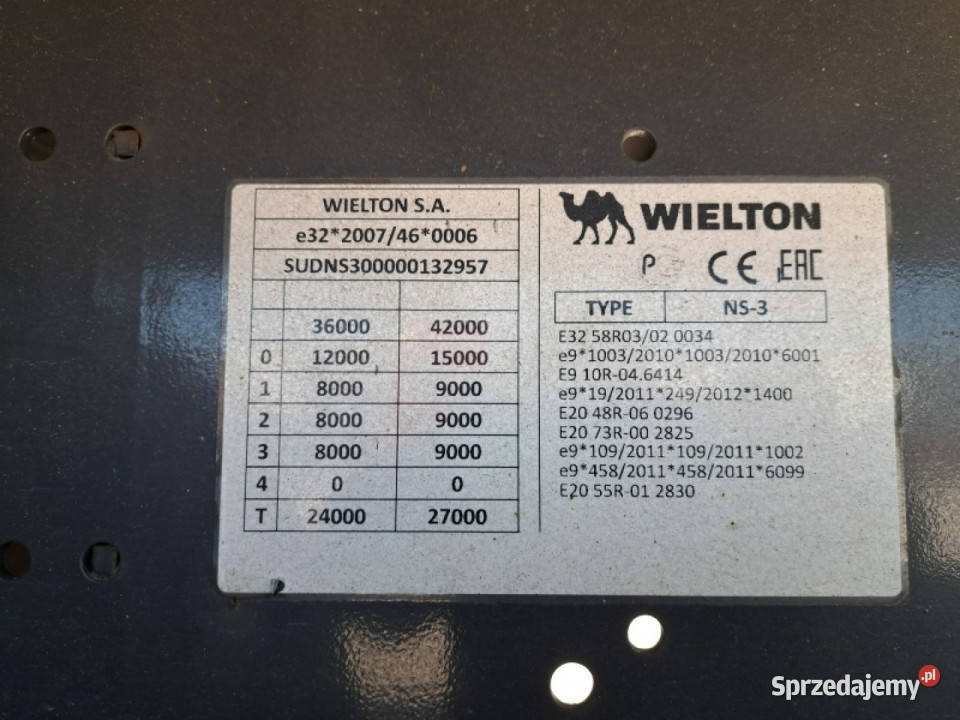 WIELTON S.A.
e32*2007/46*0006
SUDNS300000132957
36000 42000
0 12000 15000
1 8000 9000
2 8000 9000
3 8000 9000
4 0 0
T 24000 27000
WIELTON
P CE EAC
TYPE NS-3
E32 58R03/02 0034
e9*1003/2010*1003/2010*6001
E9 10R-04.6414
e9*19/2011*249/2012*1400
E20 48R-06 0296
E20 73R-00 2825
e9*109/2011*109/2011*1002
e9*458/2011*458/2011*6099
E20 55R-01 2830
Sprzedajemy.pl